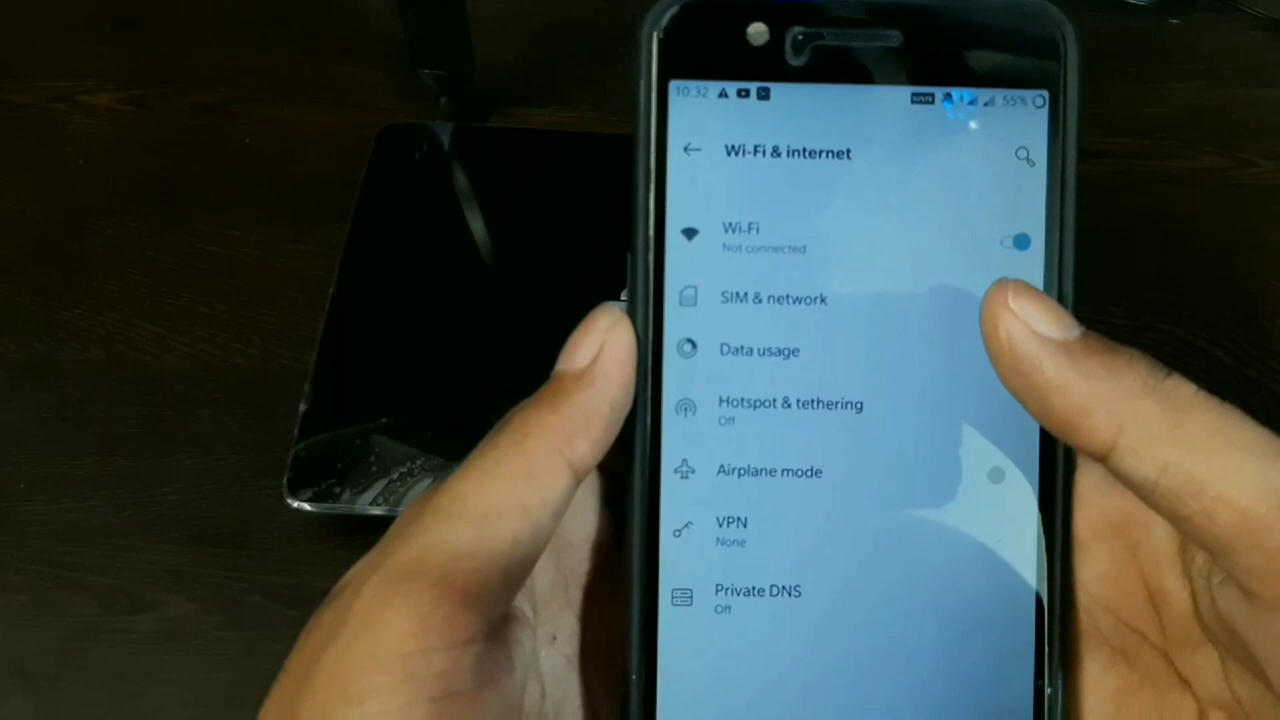 10:32
55%
Wi-Fi & internet
Wi-Fi
Not connected
SIM & network
Data usage
Hotspot & tethering
Off
Airplane mode
VPN
None
Private DNS
Off